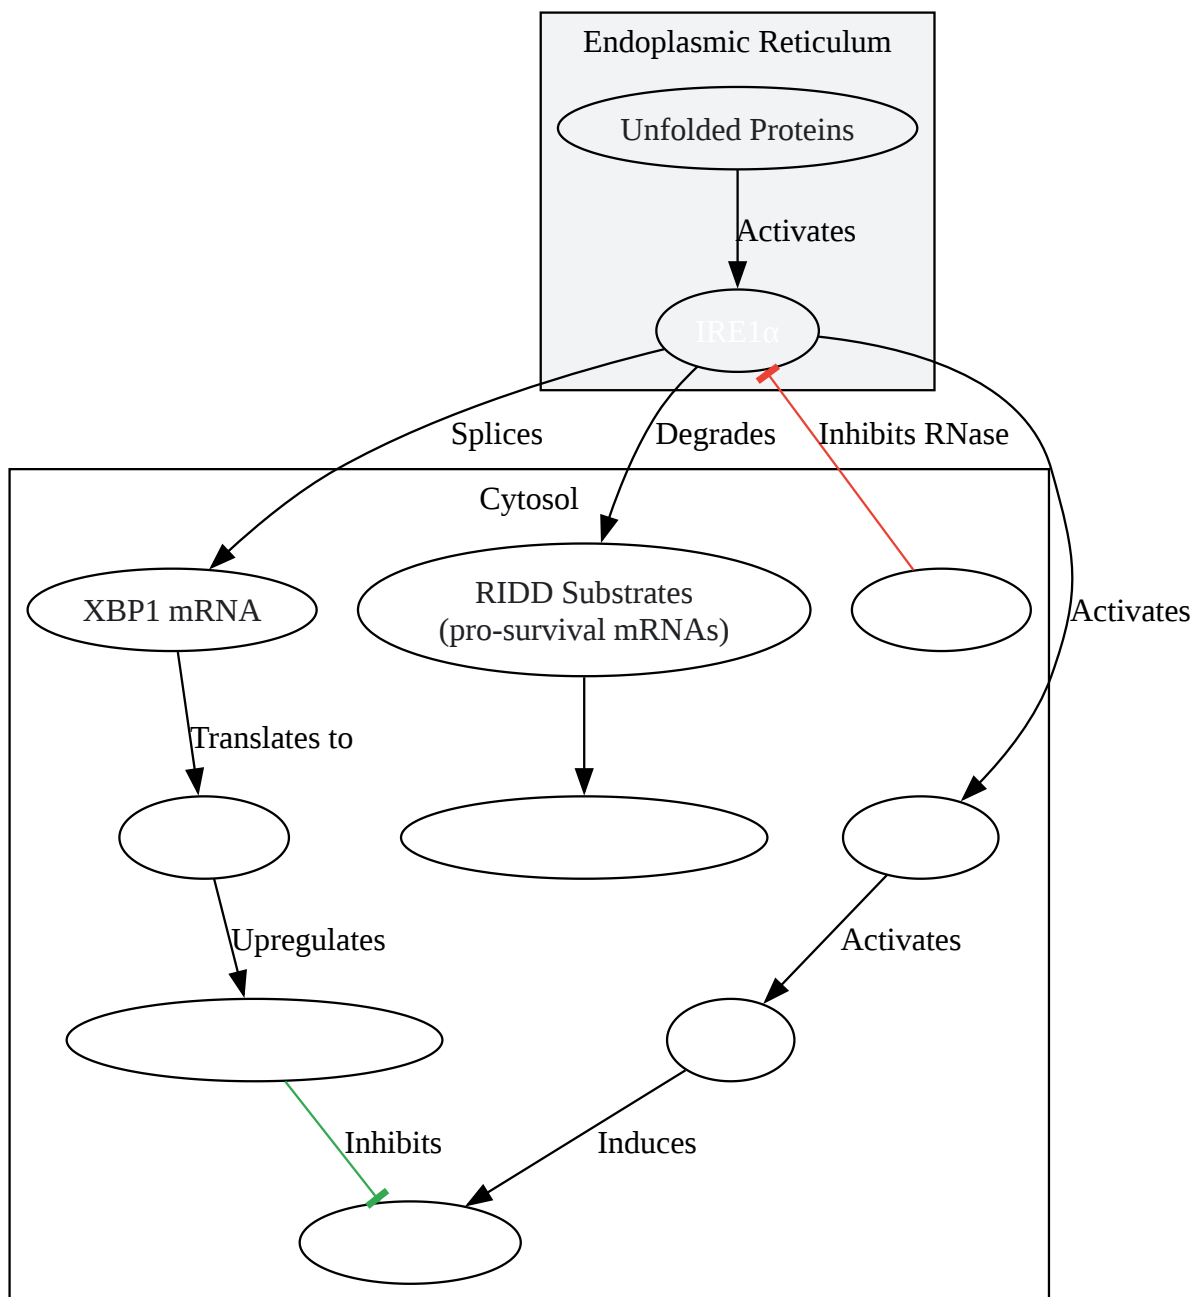 Endoplasmic Reticulum
Unfolded Proteins
Activates
IRE1α
Splices
Degrades
Inhibits RNase
Cytosol
XBP1 mRNA
RIDD Substrates
(pro-survival mRNAs)
Activates
Translates to
Upregulates
Activates
Inhibits
Induces